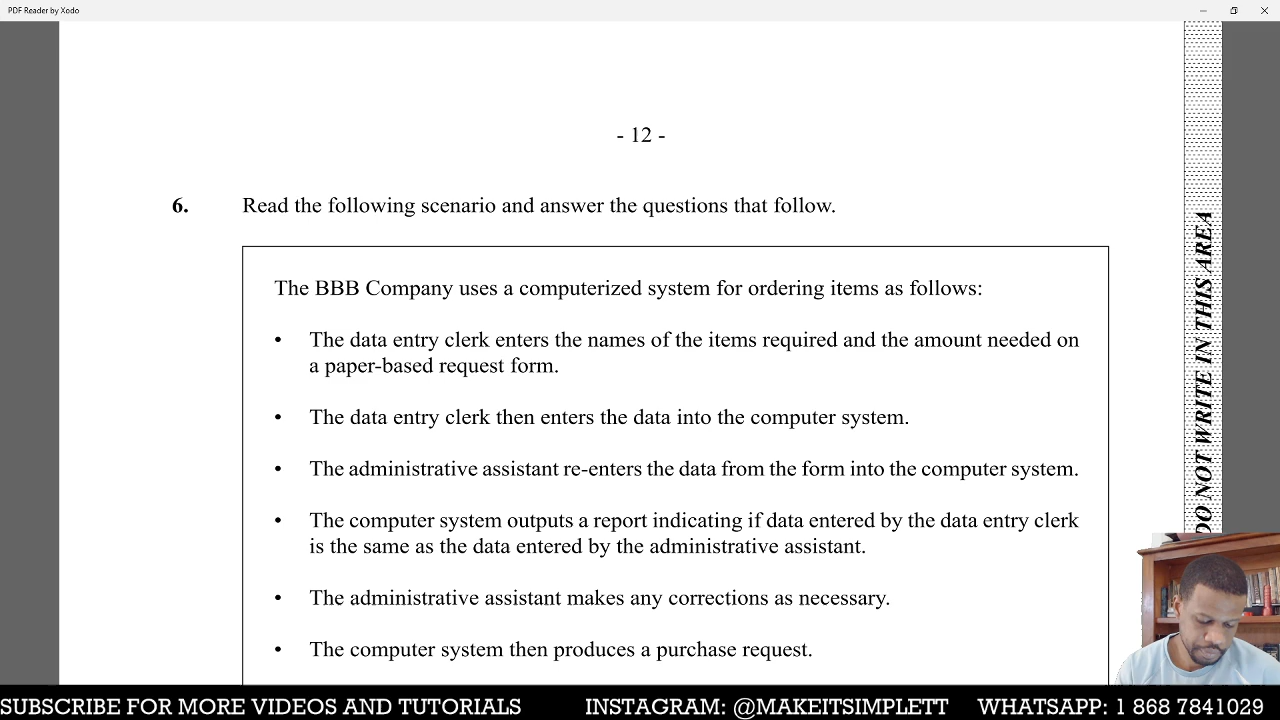 PDF Reader by Xodo
- 12 -
6. Read the following scenario and answer the questions that follow.
The BBB Company uses a computerized system for ordering items as follows:
• The data entry clerk enters the names of the items required and the amount needed on
a paper-based request form.
• The data entry clerk then enters the data into the computer system.
• The administrative assistant re-enters the data from the form into the computer system.
• The computer system outputs a report indicating if data entered by the data entry clerk
is the same as the data entered by the administrative assistant.
• The administrative assistant makes any corrections as necessary.
• The computer system then produces a purchase request.
DO NOT WRITE IN THIS AREA
SUBSCRIBE FOR MORE VIDEOS AND TUTORIALS INSTAGRAM: @MAKEITSIMPLETT WHATSAPP: 1 868 7841029